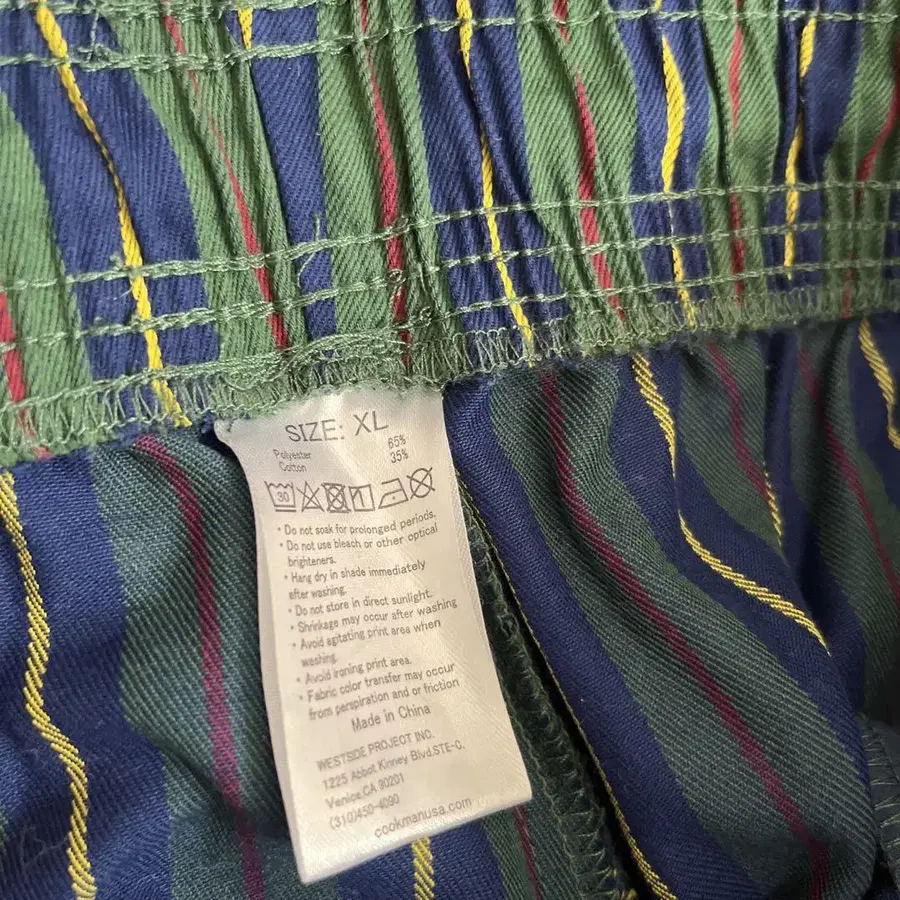 SIZE: XL
Polyester 65%
Cotton 35%
30
• Do not soak for prolonged periods.
• Do not use bleach or other optical
brighteners.
• Hang dry in shade immediately
after washing.
• Do not store in direct sunlight.
• Shrinkage may occur after washing
• Avoid agitating print area when
washing.
• Avoid ironing print area.
• Fabric color transfer may occur
from perspiration and or friction
Made in China
WESTSIDE PROJECT INC.
1225 Abbot Kinney Blvd.STE-C.
Venice.CA 90201
(310)450-4090
cookmanusa.com